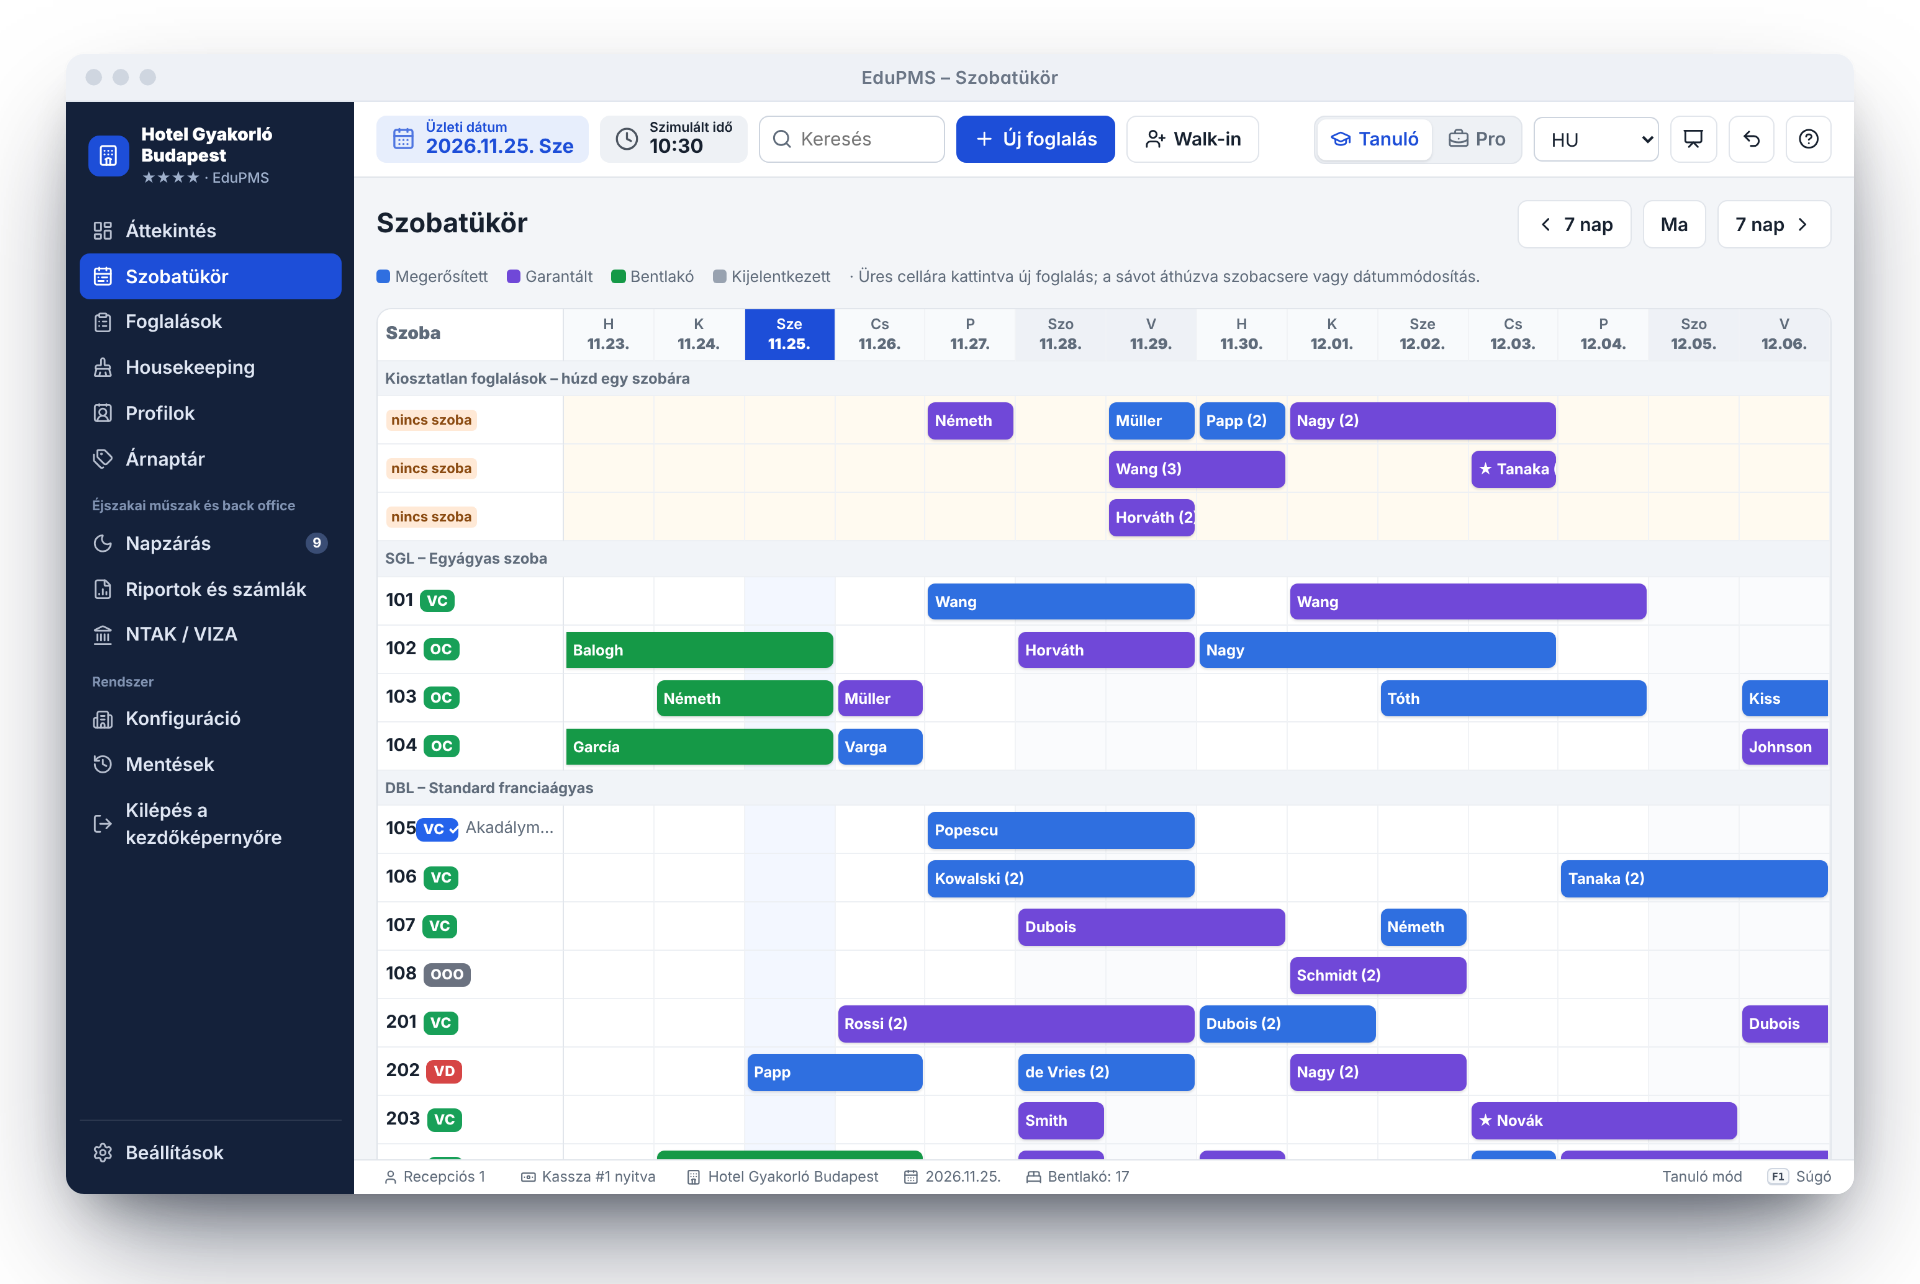 EduPMS – Szobatükör
Hotel Gyakorló
Budapest
★★★★ · EduPMS
Áttekintés
Szobatükör
Foglalások
Housekeeping
Profilok
Árnaptár
Éjszakai műszak és back office
Napzárás 9
Riportok és számlák
NTAK / VIZA
Rendszer
Konfiguráció
Mentések
Kilépés a
kezdőképernyőre
Beállítások
Üzleti dátum
2026.11.25. Sze
Szimulált idő
10:30
Keresés
Új foglalás
Walk-in
Tanuló
Pro
HU
Szobatükör
7 nap
Ma
7 nap
Megerősített Garantált Bentlakó Kijelentkezett · Üres cellára kattintva új foglalás; a sávot áthúzva szobacsere vagy dátummódosítás.
Szoba
H K Sze Cs P Szo V H K Sze Cs P Szo V
11.23. 11.24. 11.25. 11.26. 11.27. 11.28. 11.29. 11.30. 12.01. 12.02. 12.03. 12.04. 12.05. 12.06.
Kiosztatlan foglalások – húzd egy szobára
nincs szoba Németh Müller Papp (2) Nagy (2)
nincs szoba Wang (3) ★ Tanaka (
nincs szoba Horváth (2)
SGL – Egyágyas szoba
101 VC Wang Wang
102 OC Balogh Horváth Nagy
103 OC Németh Müller Tóth Kiss
104 OC García Varga Johnson
DBL – Standard franciaágyas
105 VC ✓ Akadálym... Popescu
106 VC Kowalski (2) Tanaka (2)
107 VC Dubois Németh
108 OOO Schmidt (2)
201 VC Rossi (2) Dubois (2) Dubois
202 VD Papp de Vries (2) Nagy (2)
203 VC Smith ★ Novák
Recepciós 1 Kassza #1 nyitva Hotel Gyakorló Budapest 2026.11.25. Bentlakó: 17 Tanuló mód F1 Súgó